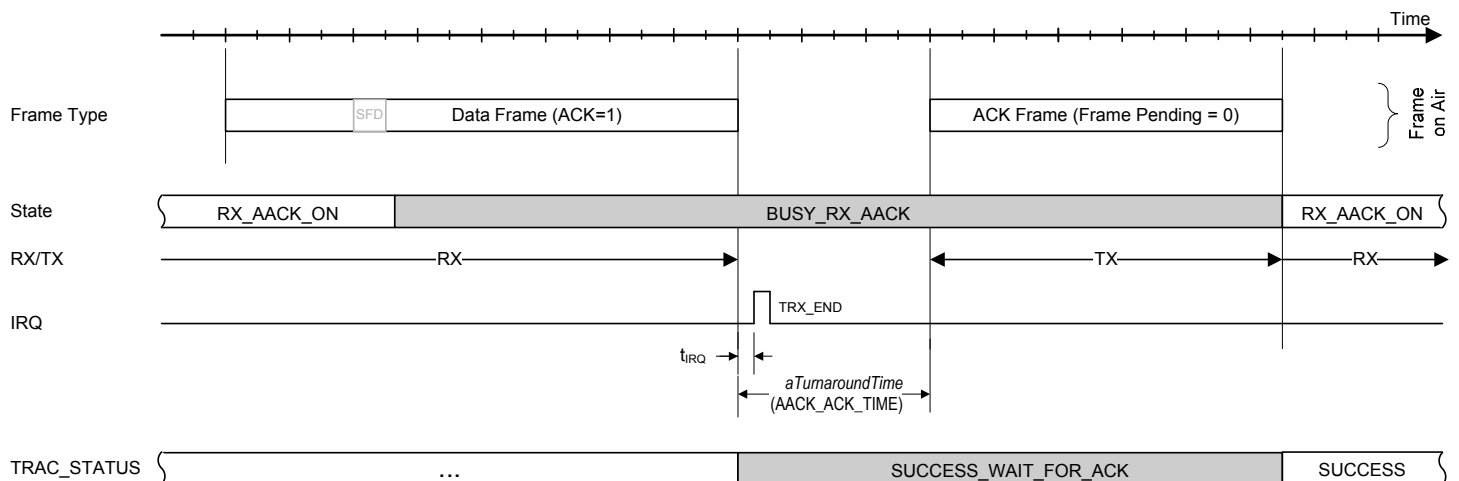 Time
Frame Type
SFD
Data Frame (ACK=1)
ACK Frame (Frame Pending = 0)
Frame
on Air
State
RX_AACK_ON
BUSY_RX_AACK
RX_AACK_ON
RX/TX
RX
TX
RX
IRQ
TRX_END
tIRQ
aTurnaroundTime
(AACK_ACK_TIME)
TRAC_STATUS
...
SUCCESS_WAIT_FOR_ACK
SUCCESS